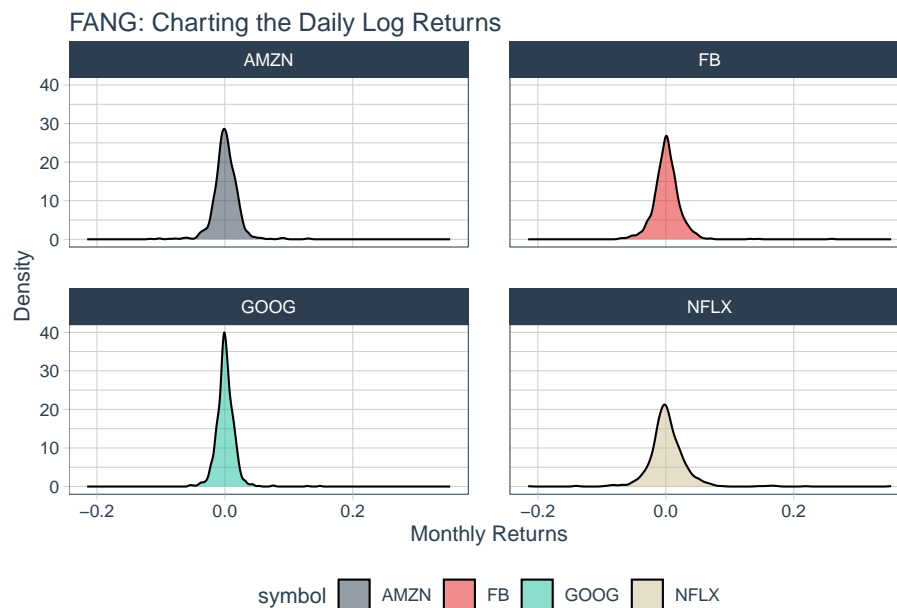 FANG: Charting the Daily Log Returns
AMZN
FB
40
30
20
10
0
GOOG
NFLX
40
30
20
10
0
Density
−0.2
0.0
0.2
−0.2
0.0
0.2
Monthly Returns
symbol AMZN FB GOOG NFLX